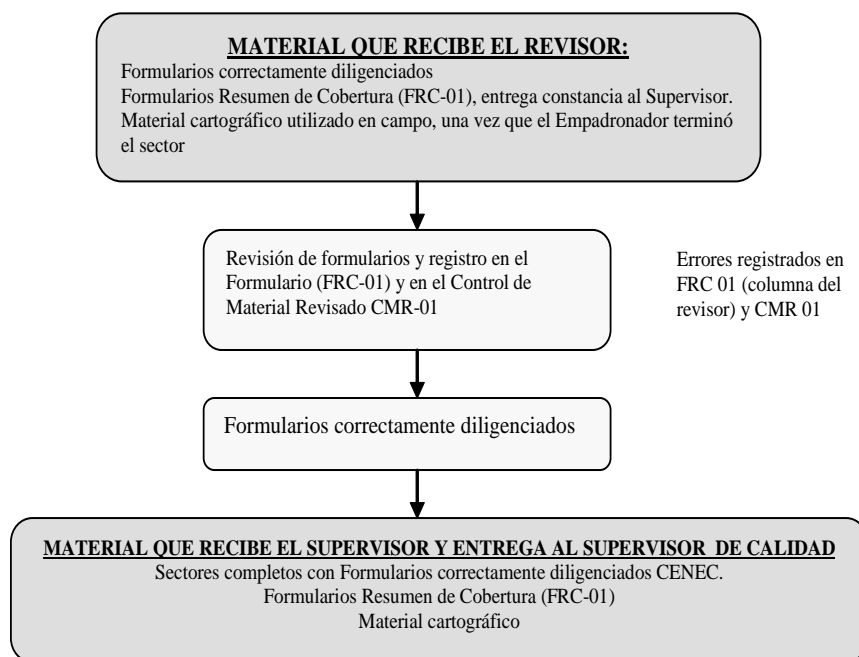 MATERIAL QUE RECIBE EL REVISOR:
Formularios correctamente diligenciados
Formularios Resumen de Cobertura (FRC-01), entrega constancia al Supervisor.
Material cartográfico utilizado en campo, una vez que el Empadronador terminó
el sector
Revisión de formularios y registro en el
Formulario (FRC-01) y en el Control de
Material Revisado CMR-01
Errores registrados en
FRC 01 (columna del
revisor) y CMR 01
Formularios correctamente diligenciados
MATERIAL QUE RECIBE EL SUPERVISOR Y ENTREGA AL SUPERVISOR DE CALIDAD
Sectores completos con Formularios correctamente diligenciados CENEC.
Formularios Resumen de Cobertura (FRC-01)
Material cartográfico